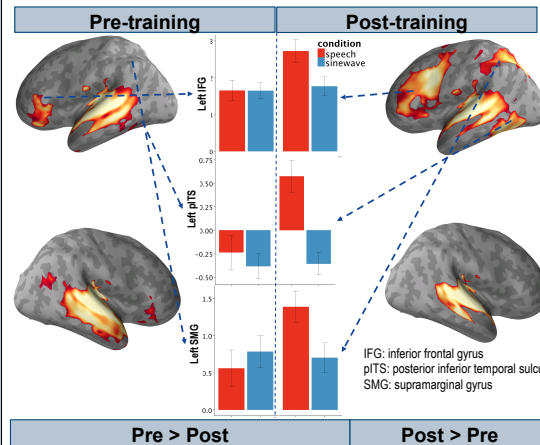 Pre-training
Post-training
condition
speech
sinewave
Left IFG
3
2
1
0
Left pITS
0.75
0.50
0.25
0.00
−0.25
−0.50
Left SMG
1.5
1.0
0.5
0.0
IFG: inferior frontal gyrus
pITS: posterior inferior temporal sulcu
SMG: supramarginal gyrus
Pre > Post
Post > Pre